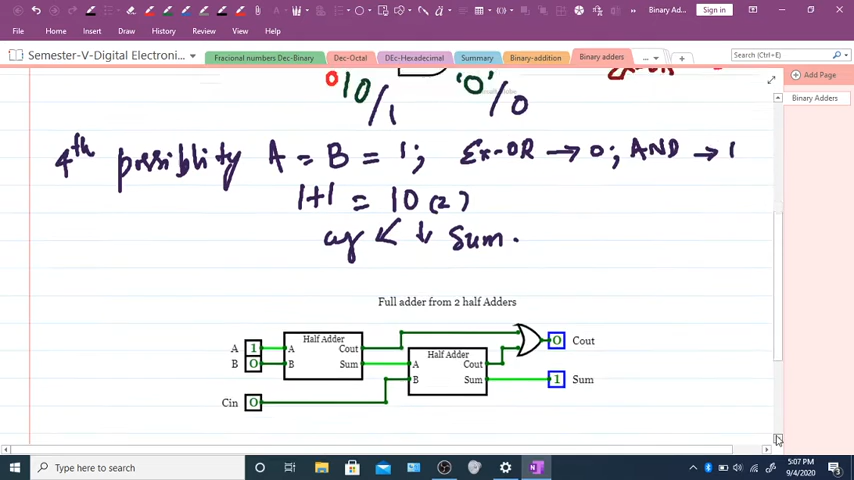 Binary Ad...
Sign in
File Home Insert Draw History Review View Help
Semester-V-Digital Electroni...
Fracional numbers Dec-Binary Dec-Octal DEc-Hexadecimal Summary Binary-addition Binary adders ...
Search (Ctrl+E)
Add Page
Binary Adders
Ex-OR
010/1 '0'/0
4th possiblity A = B = 1; Ex-OR → 0; AND → 1
1+1 = 10 (2)
cy ↙ ↓ Sum.
Full adder from 2 half Adders
Half Adder
A 1 A Cout
B 0 B Sum
Half Adder
A Cout
B Sum
0 Cout
1 Sum
Cin 0
Type here to search
5:07 PM
9/4/2020
3